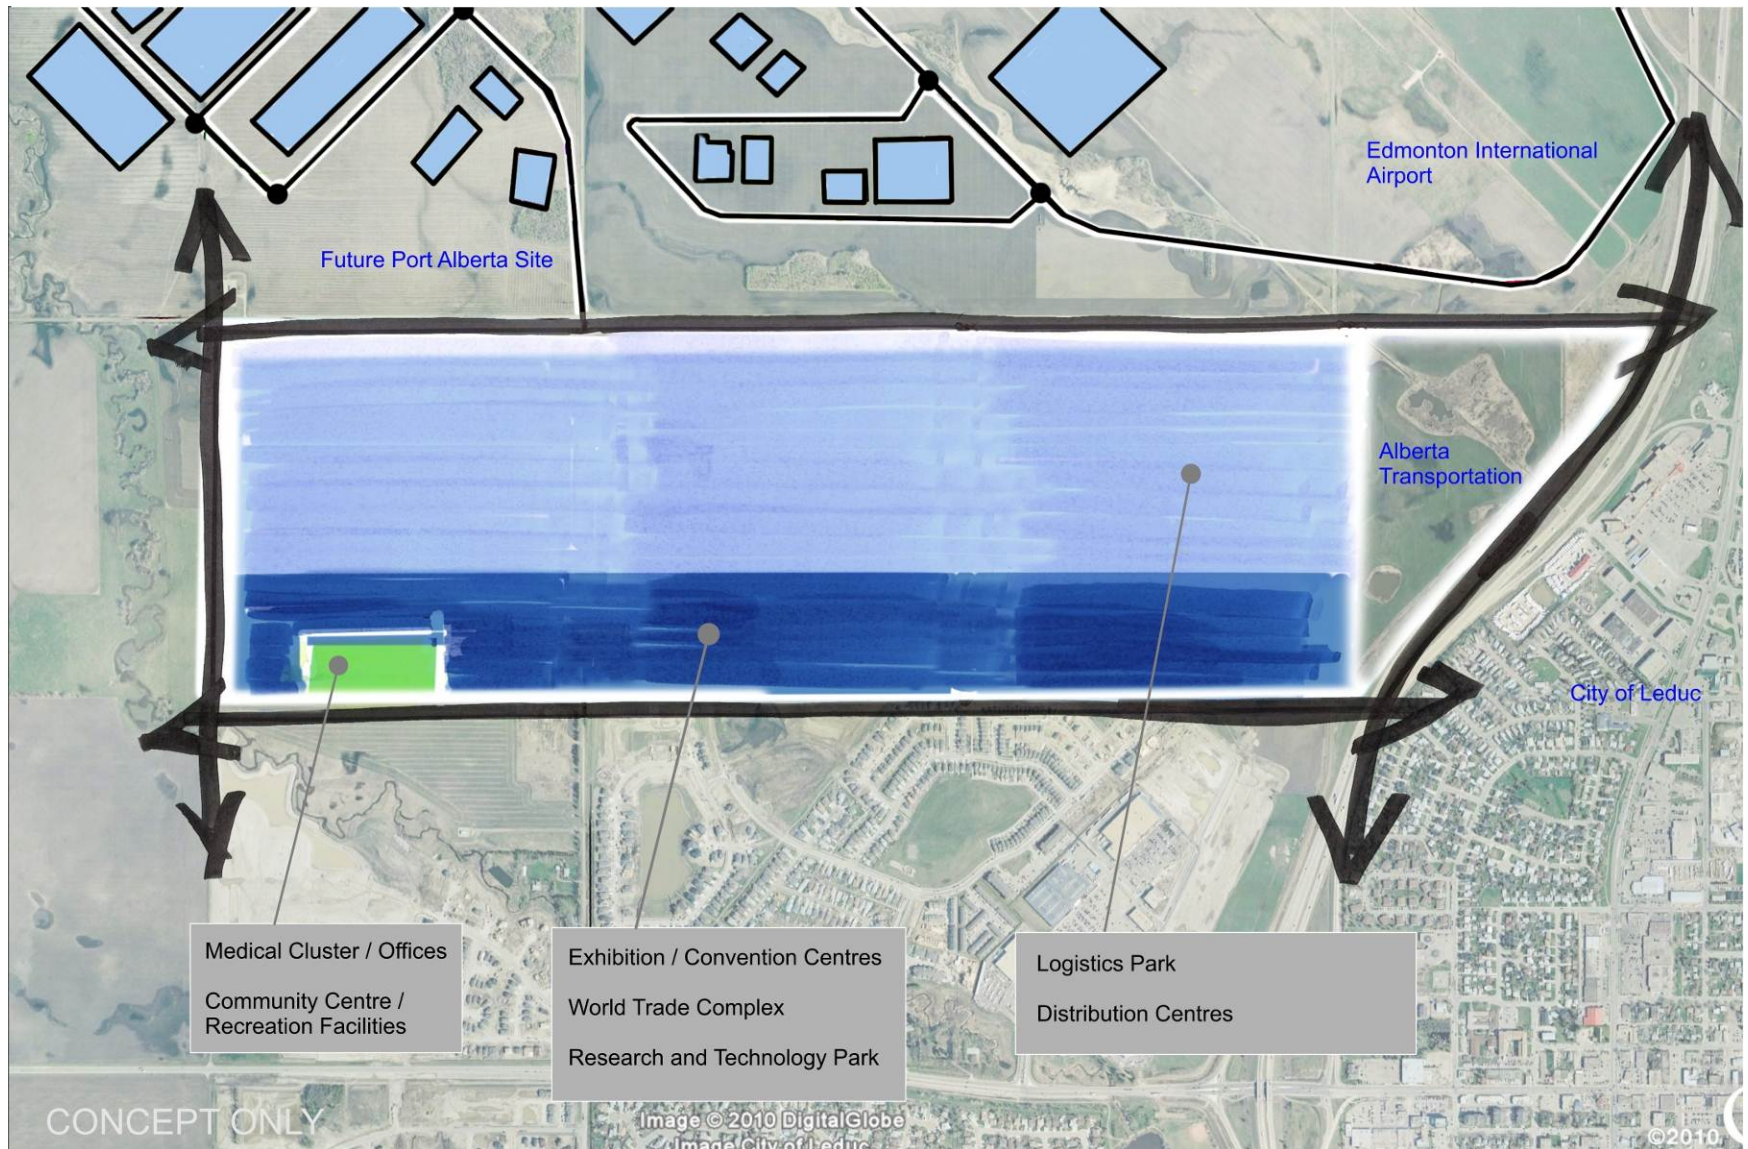 Edmonton International
Airport
Future Port Alberta Site
Alberta
Transportation
City of Leduc
Medical Cluster / Offices
Community Centre /
Recreation Facilities
Exhibition / Convention Centres
World Trade Complex
Research and Technology Park
Logistics Park
Distribution Centres
CONCEPT ONLY
Image © 2010 DigitalGlobe
Image City of Leduc
©2010